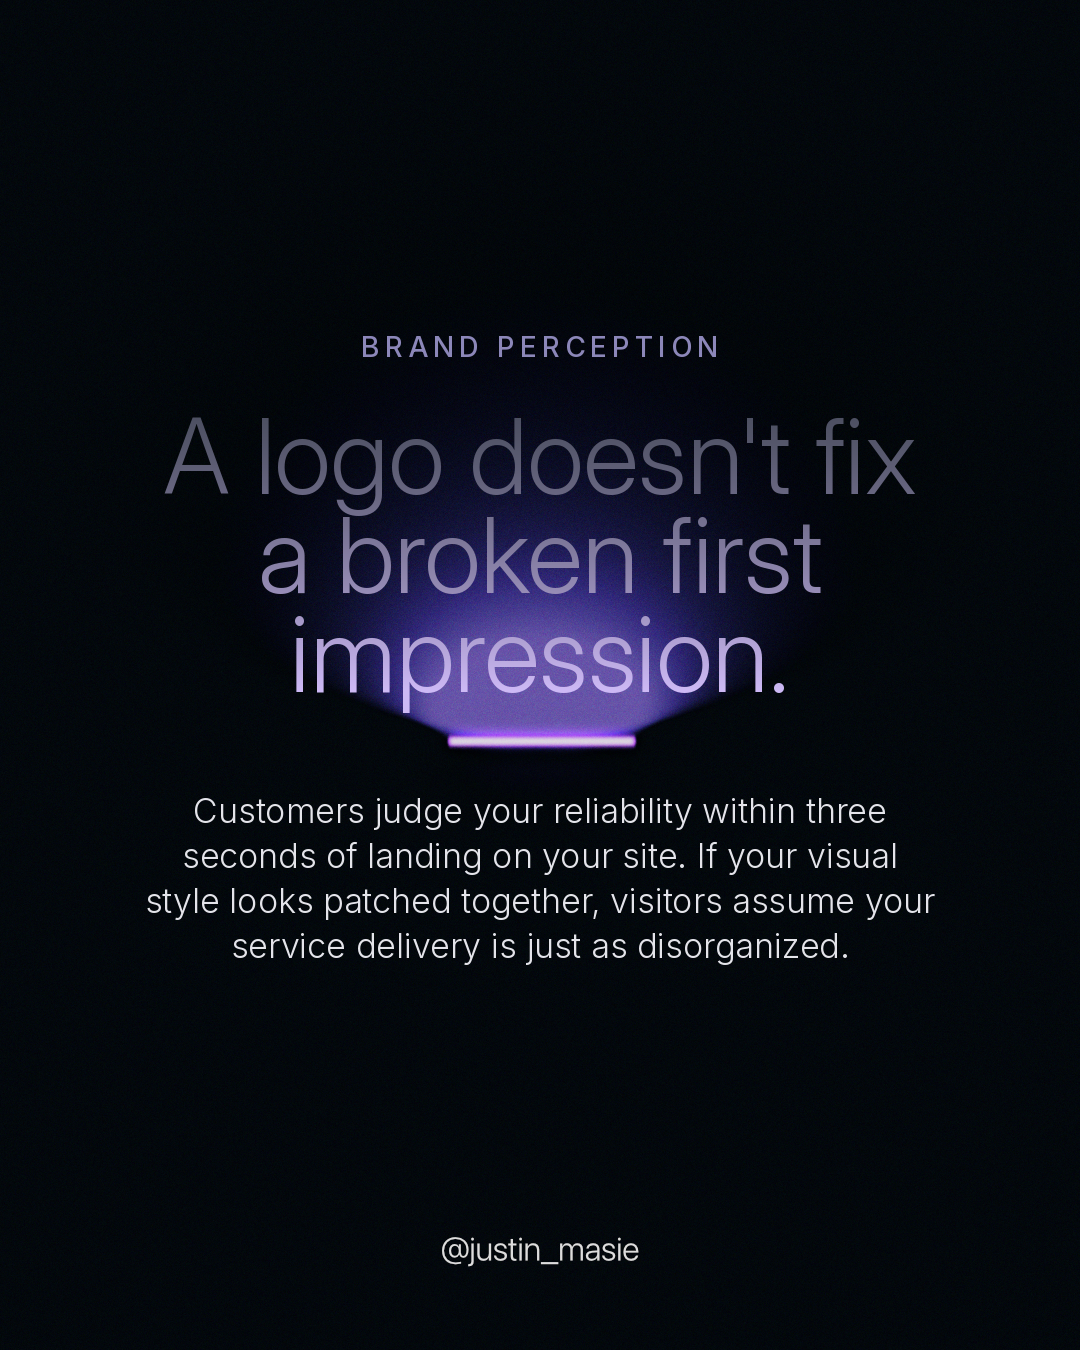 BRAND PERCEPTION
A logo doesn't fix
a broken first
impression.
Customers judge your reliability within three
seconds of landing on your site. If your visual
style looks patched together, visitors assume your
service delivery is just as disorganized.
@justin_masie